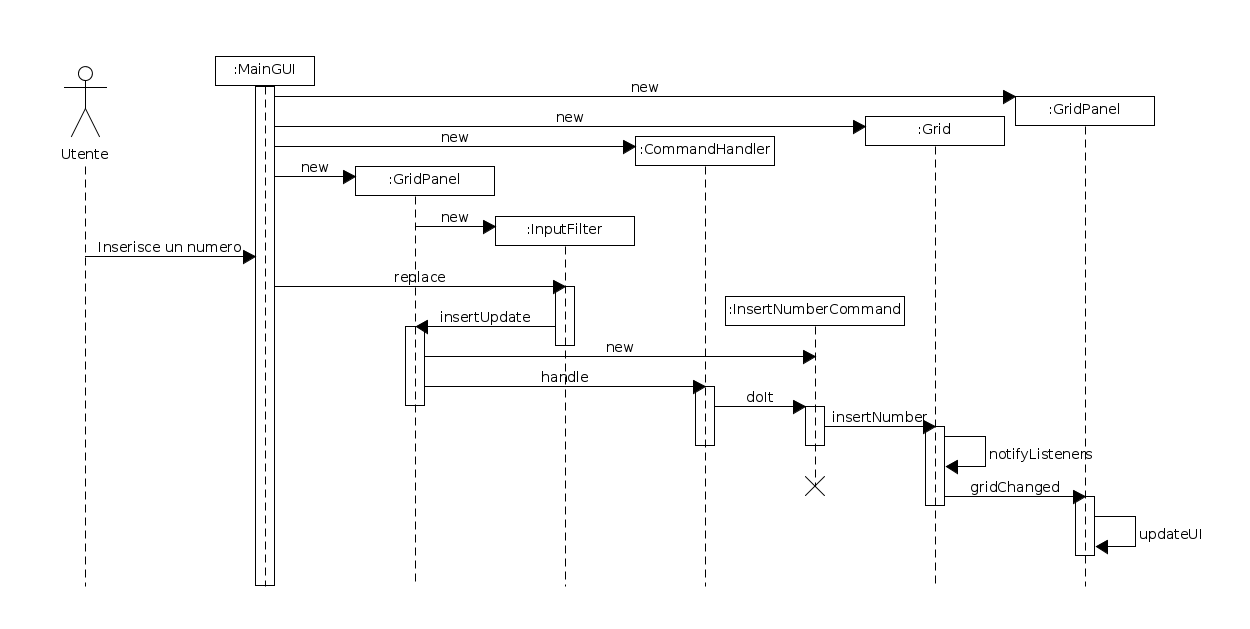 :MainGUI
new
:GridPanel
new
:Grid
new
:CommandHandler
Utente
new
:GridPanel
new
:InputFilter
Inserisce un numero
replace
:InsertNumberCommand
insertUpdate
new
handle
doIt
insertNumber
notifyListeners
gridChanged
updateUI